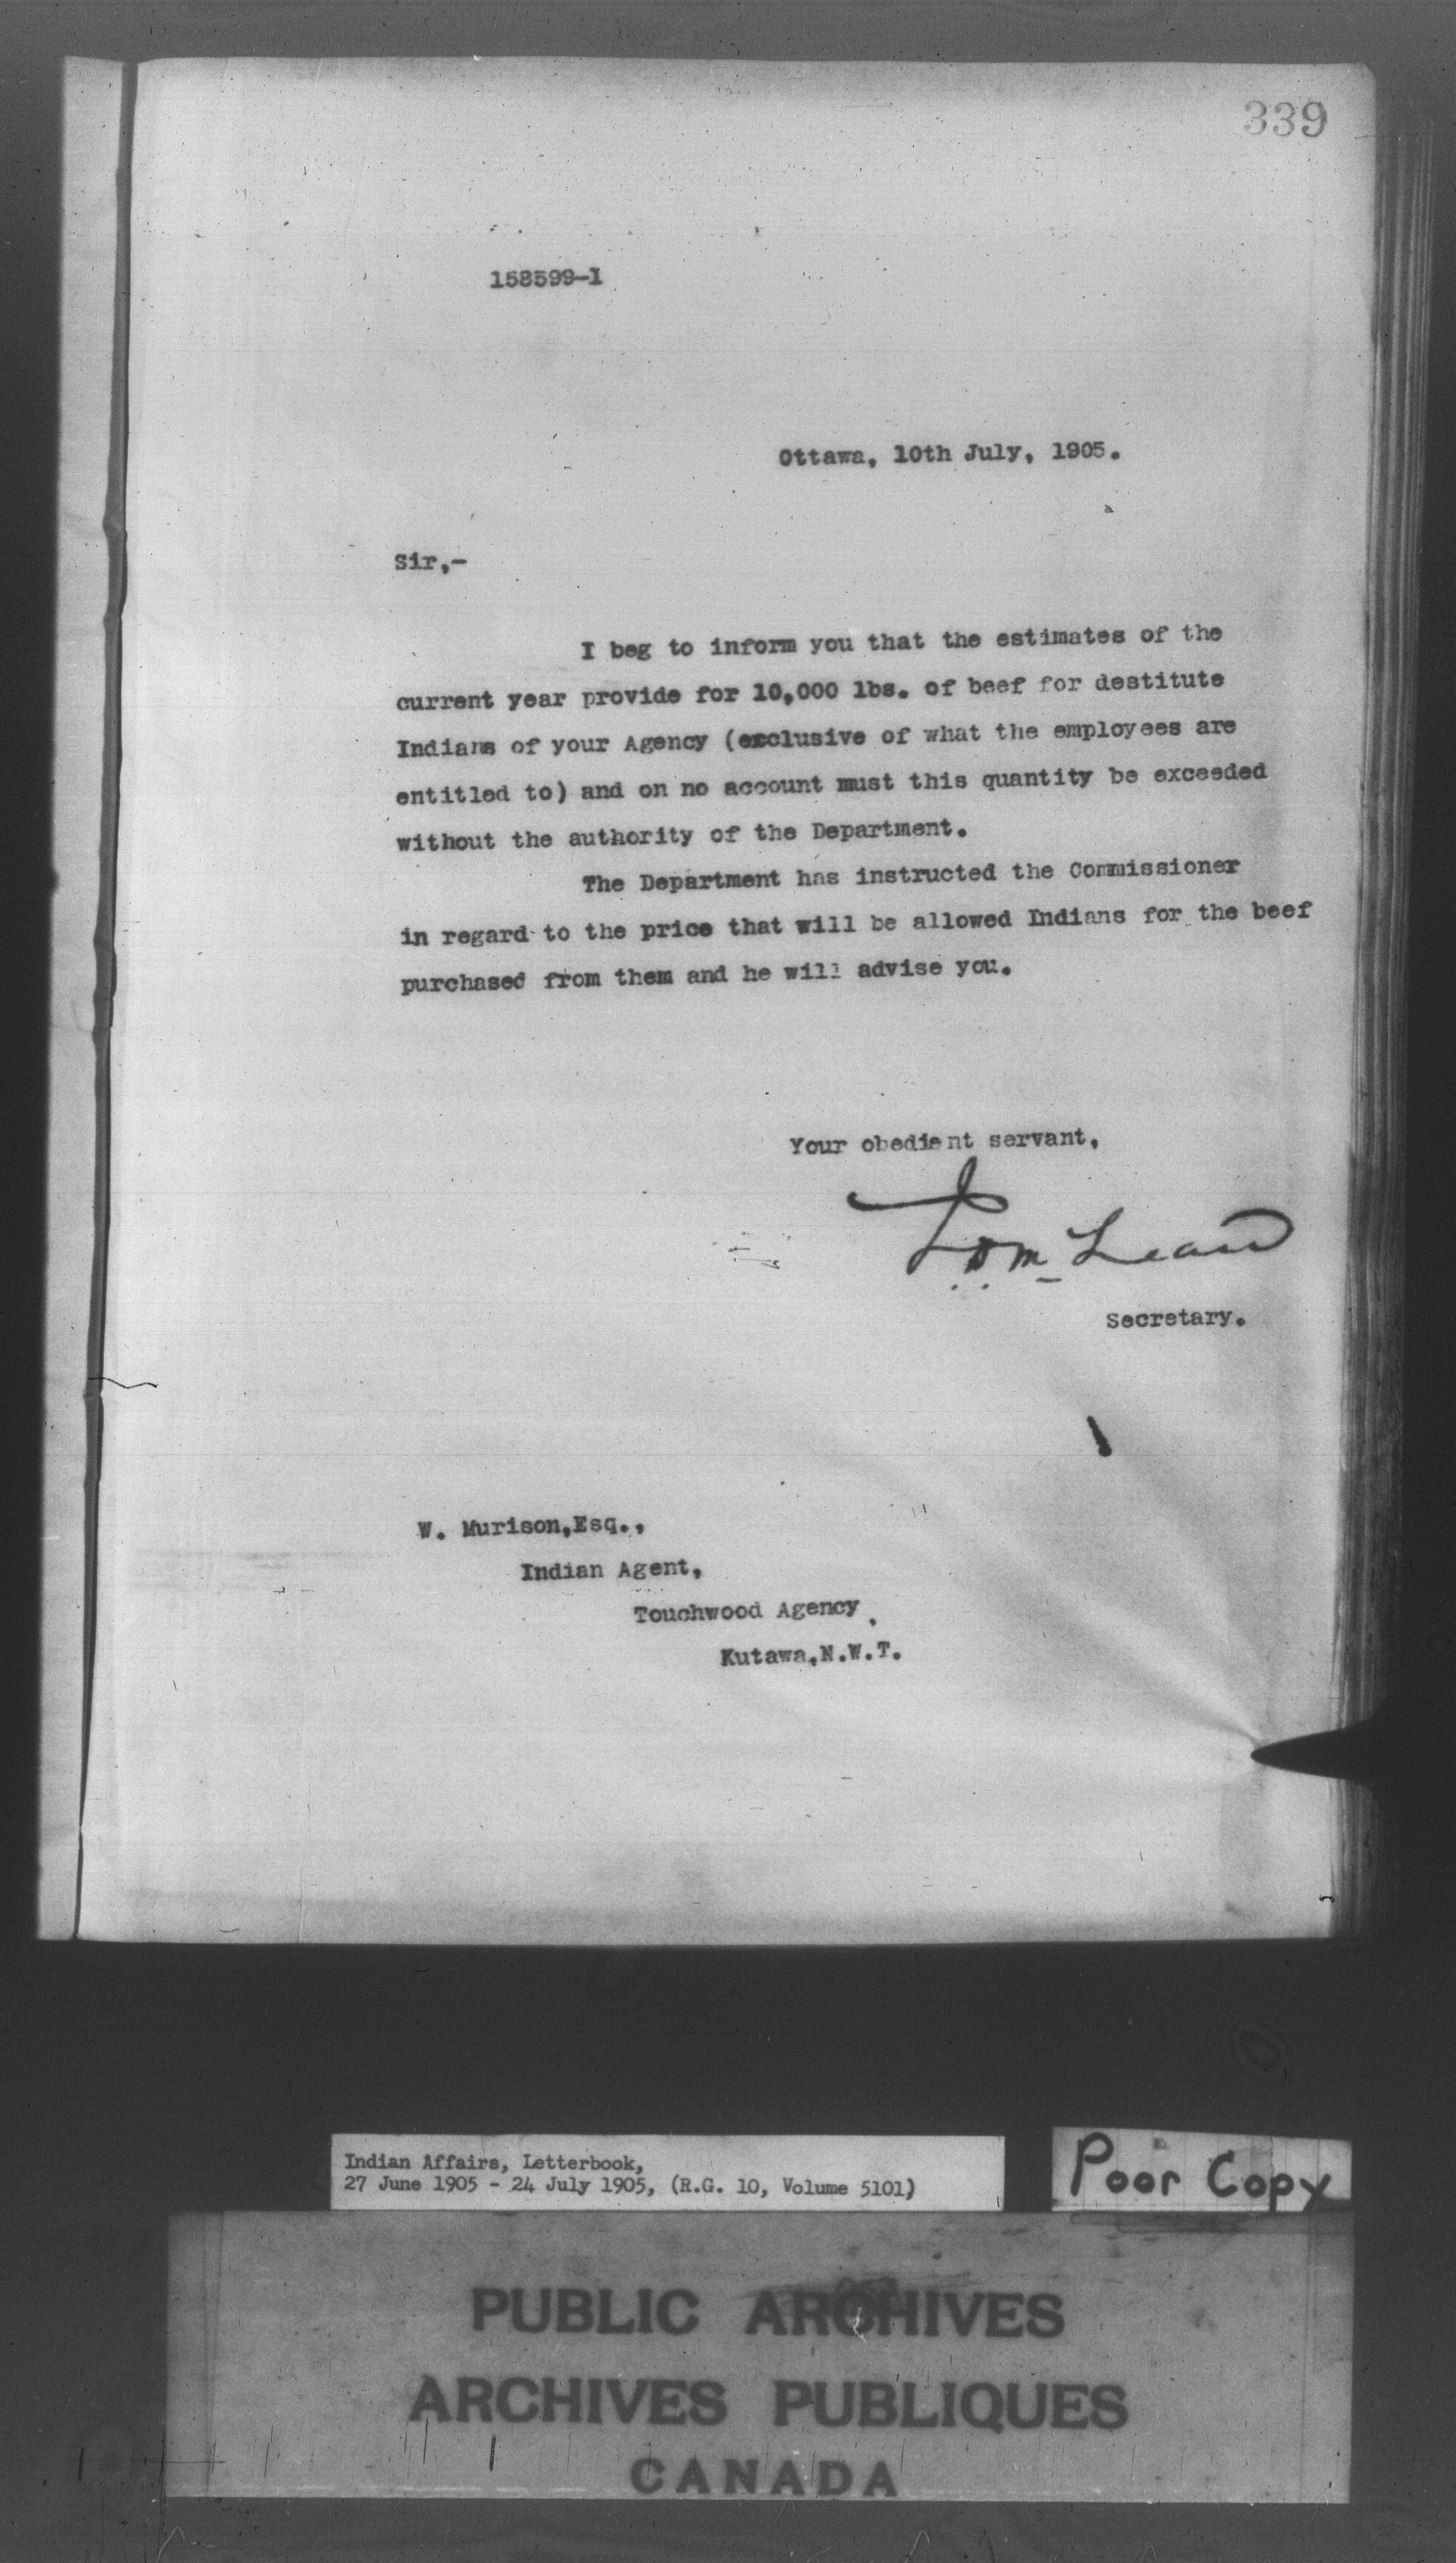 339
158599-1
Ottawa, 10th July, 1905.
Sir,-
I beg to inform you that the estimates of the
current year provide for 10,000 lbs. of beef for destitute
Indians of your Agency (exclusive of what the employees are
entitled to) and on no account must this quantity be exceeded
without the authority of the Department.
The Department has instructed the Commissioner
in regard to the price that will be allowed Indians for the beef
purchased from them and he will advise you.
Your obedient servant,
J.D. McLean
Secretary.
W. Murison,Esq.,
Indian Agent,
Touchwood Agency,
Kutawa,N.W.T.
Indian Affairs, Letterbook,
27 June 1905 - 24 July 1905, (R.G. 10, Volume 5101)
Poor Copy
PUBLIC ARCHIVES
ARCHIVES PUBLIQUES
CANADA